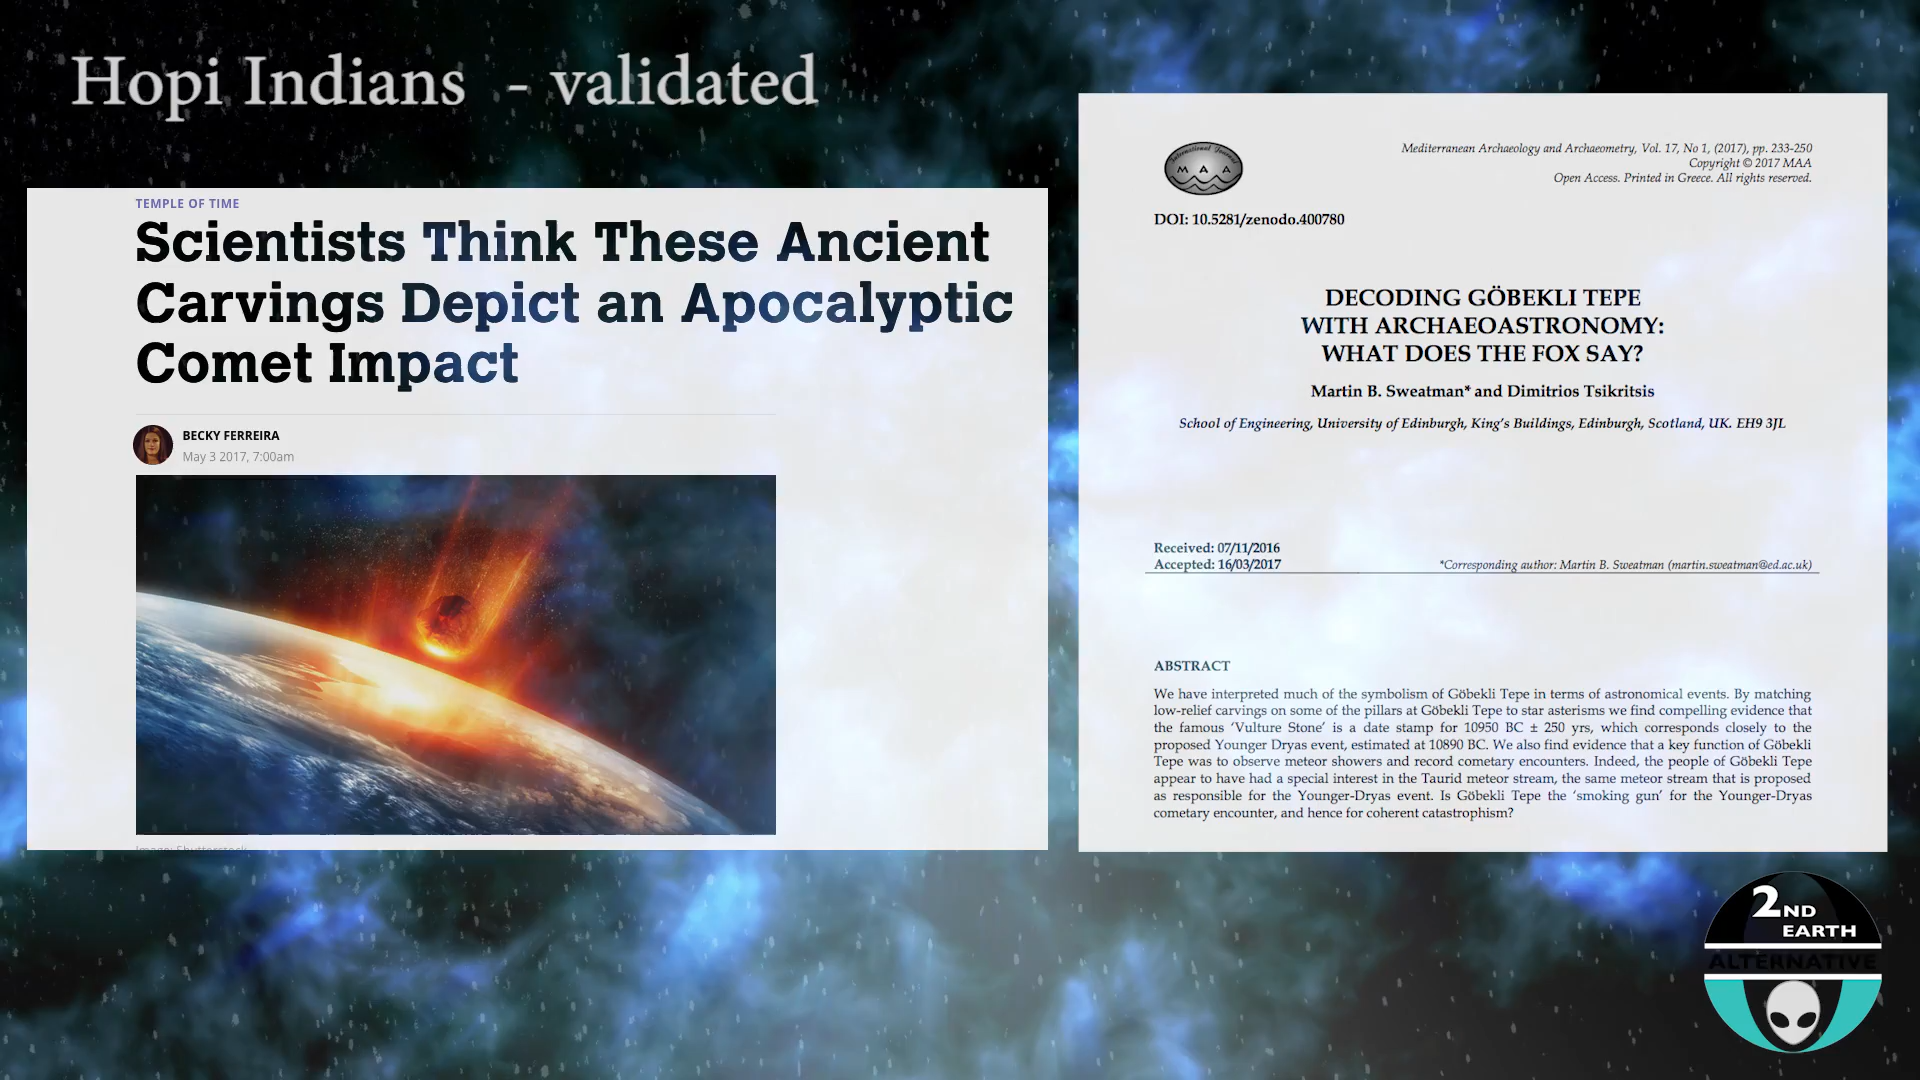 Hopi Indians - validated
TEMPLE OF TIME
Scientists Think These Ancient
Carvings Depict an Apocalyptic
Comet Impact
BECKY FERREIRA
May 3 2017, 7:00am
Image: Shutterstock
International Journal
MAA
Mediterranean Archaeology and Archaeometry, Vol. 17, No 1, (2017), pp. 233-250
Copyright © 2017 MAA
Open Access. Printed in Greece. All rights reserved.
DOI: 10.5281/zenodo.400780
DECODING GÖBEKLI TEPE
WITH ARCHAEOASTRONOMY:
WHAT DOES THE FOX SAY?
Martin B. Sweatman* and Dimitrios Tsikritsis
School of Engineering, University of Edinburgh, King's Buildings, Edinburgh, Scotland, UK. EH9 3JL
Received: 07/11/2016
Accepted: 16/03/2017
*Corresponding author: Martin B. Sweatman (martin.sweatman@ed.ac.uk)
ABSTRACT
We have interpreted much of the symbolism of Göbekli Tepe in terms of astronomical events. By matching
low-relief carvings on some of the pillars at Göbekli Tepe to star asterisms we find compelling evidence that
the famous 'Vulture Stone' is a date stamp for 10950 BC ± 250 yrs, which corresponds closely to the
proposed Younger Dryas event, estimated at 10890 BC. We also find evidence that a key function of Göbekli
Tepe was to observe meteor showers and record cometary encounters. Indeed, the people of Göbekli Tepe
appear to have had a special interest in the Taurid meteor stream, the same meteor stream that is proposed
as responsible for the Younger-Dryas event. Is Göbekli Tepe the 'smoking gun' for the Younger-Dryas
cometary encounter, and hence for coherent catastrophism?
2ND
EARTH
ALTERNATIVE